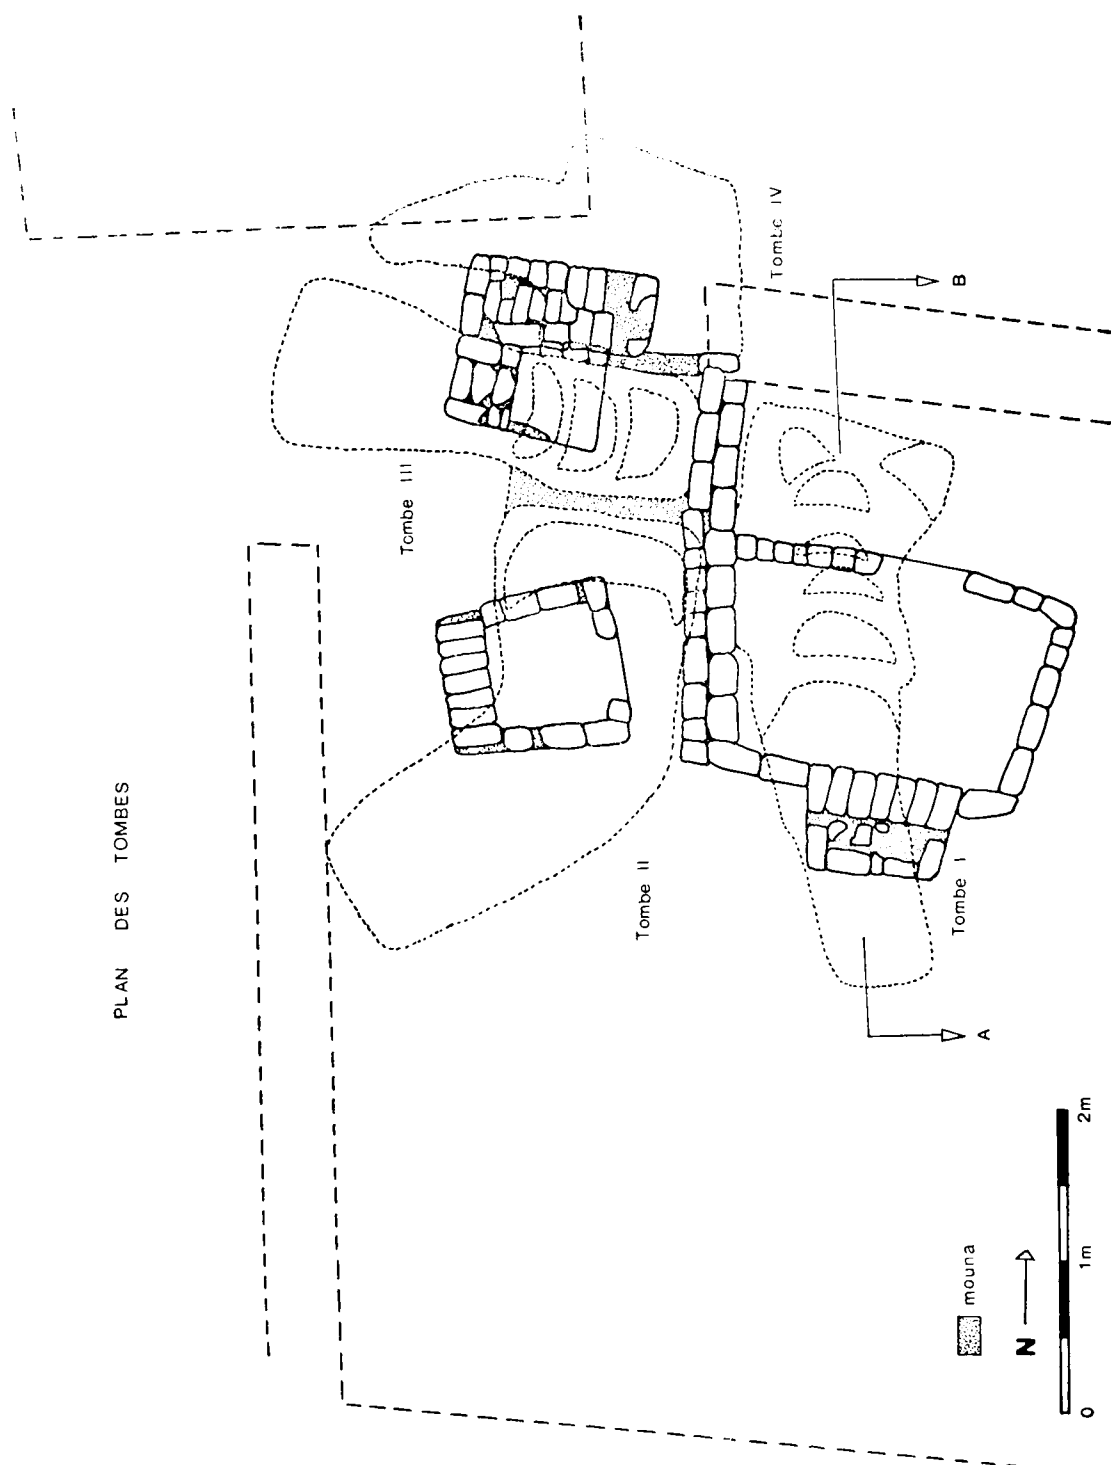 PLAN DES TOMBES
Tombe III
Tombe IV
Tombe II
Tombe I
B
A
mouna
N
0 1m 2m